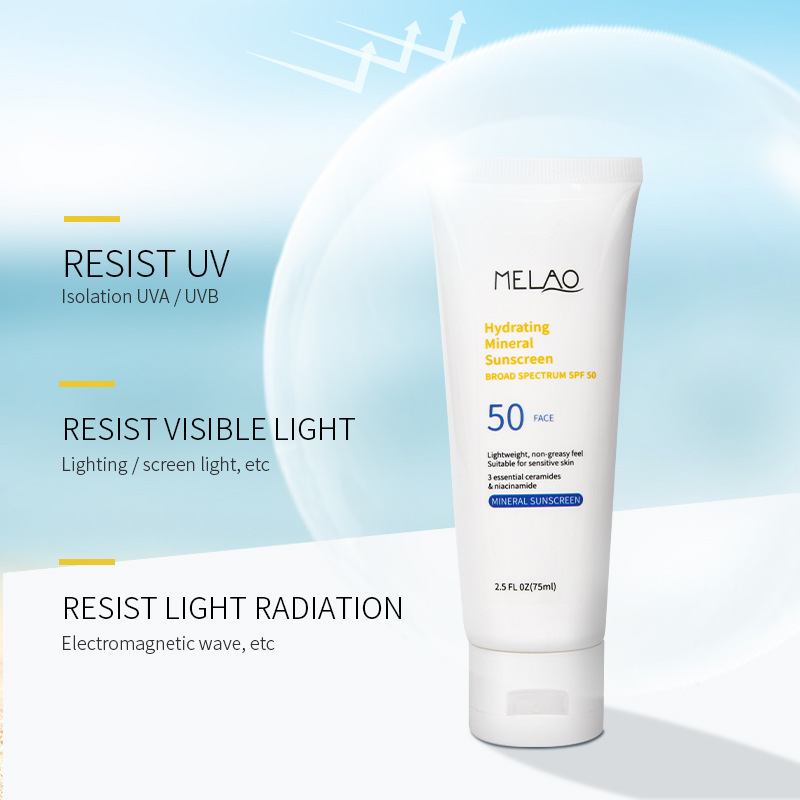 RESIST UV
Isolation UVA / UVB
RESIST VISIBLE LIGHT
Lighting / screen light, etc
RESIST LIGHT RADIATION
Electromagnetic wave, etc
MELAO
Hydrating
Mineral
Sunscreen
BROAD SPECTRUM SPF 50
50 FACE
Lightweight, non-greasy feel
Suitable for sensitive skin
3 essential ceramides
& niacinamide
MINERAL SUNSCREEN
2.5 FL OZ(75ml)